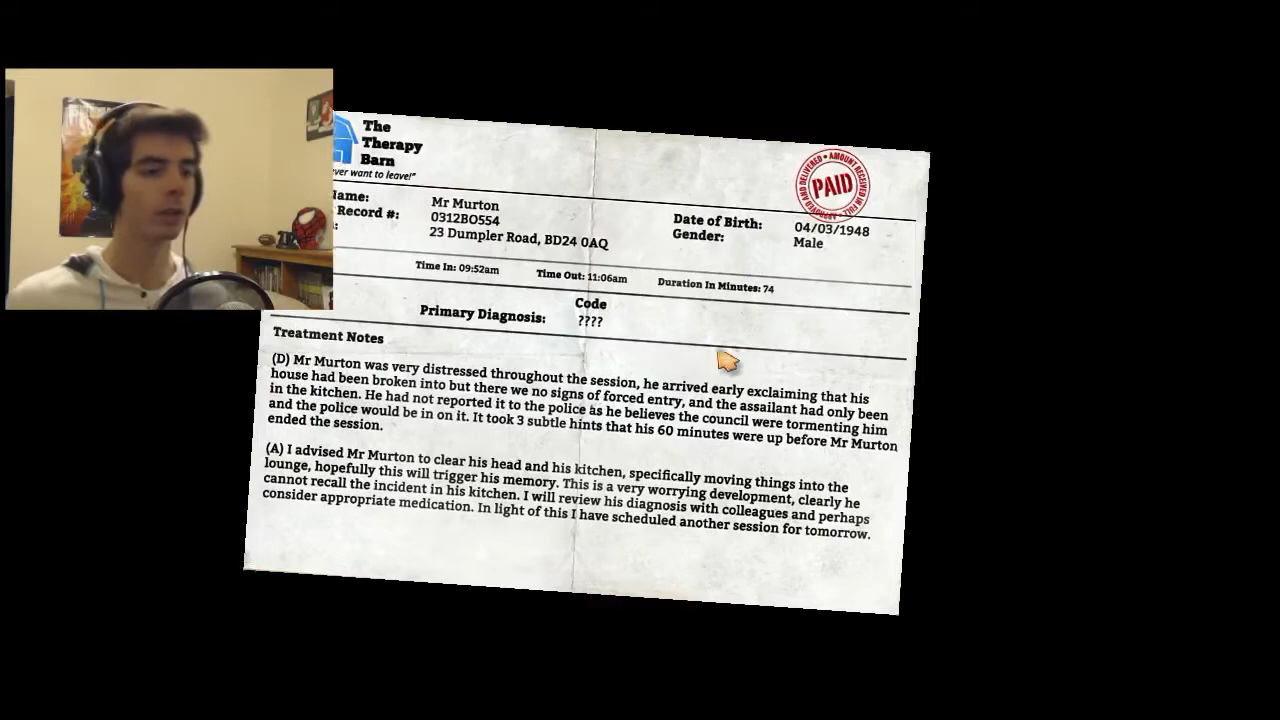 The
Therapy
Barn
ver want to leave!"
AMOUNT RECEIVED IN FULL
PAID
APPROVED AND DELIVERED
Name: Mr Murton
Record #: 0312BO554
: 23 Dumpler Road, BD24 0AQ
Date of Birth: 04/03/1948
Gender: Male
Time In: 09:52am Time Out: 11:06am Duration In Minutes: 74
Code
Primary Diagnosis: ????
Treatment Notes
(D) Mr Murton was very distressed throughout the session, he arrived early exclaiming that his
house had been broken into but there we no signs of forced entry, and the assailant had only been
in the kitchen. He had not reported it to the police as he believes the council were tormenting him
and the police would be in on it. It took 3 subtle hints that his 60 minutes were up before Mr Murton
ended the session.
(A) I advised Mr Murton to clear his head and his kitchen, specifically moving things into the
lounge, hopefully this will trigger his memory. This is a very worrying development, clearly he
cannot recall the incident in his kitchen. I will review his diagnosis with colleagues and perhaps
consider appropriate medication. In light of this I have scheduled another session for tomorrow.